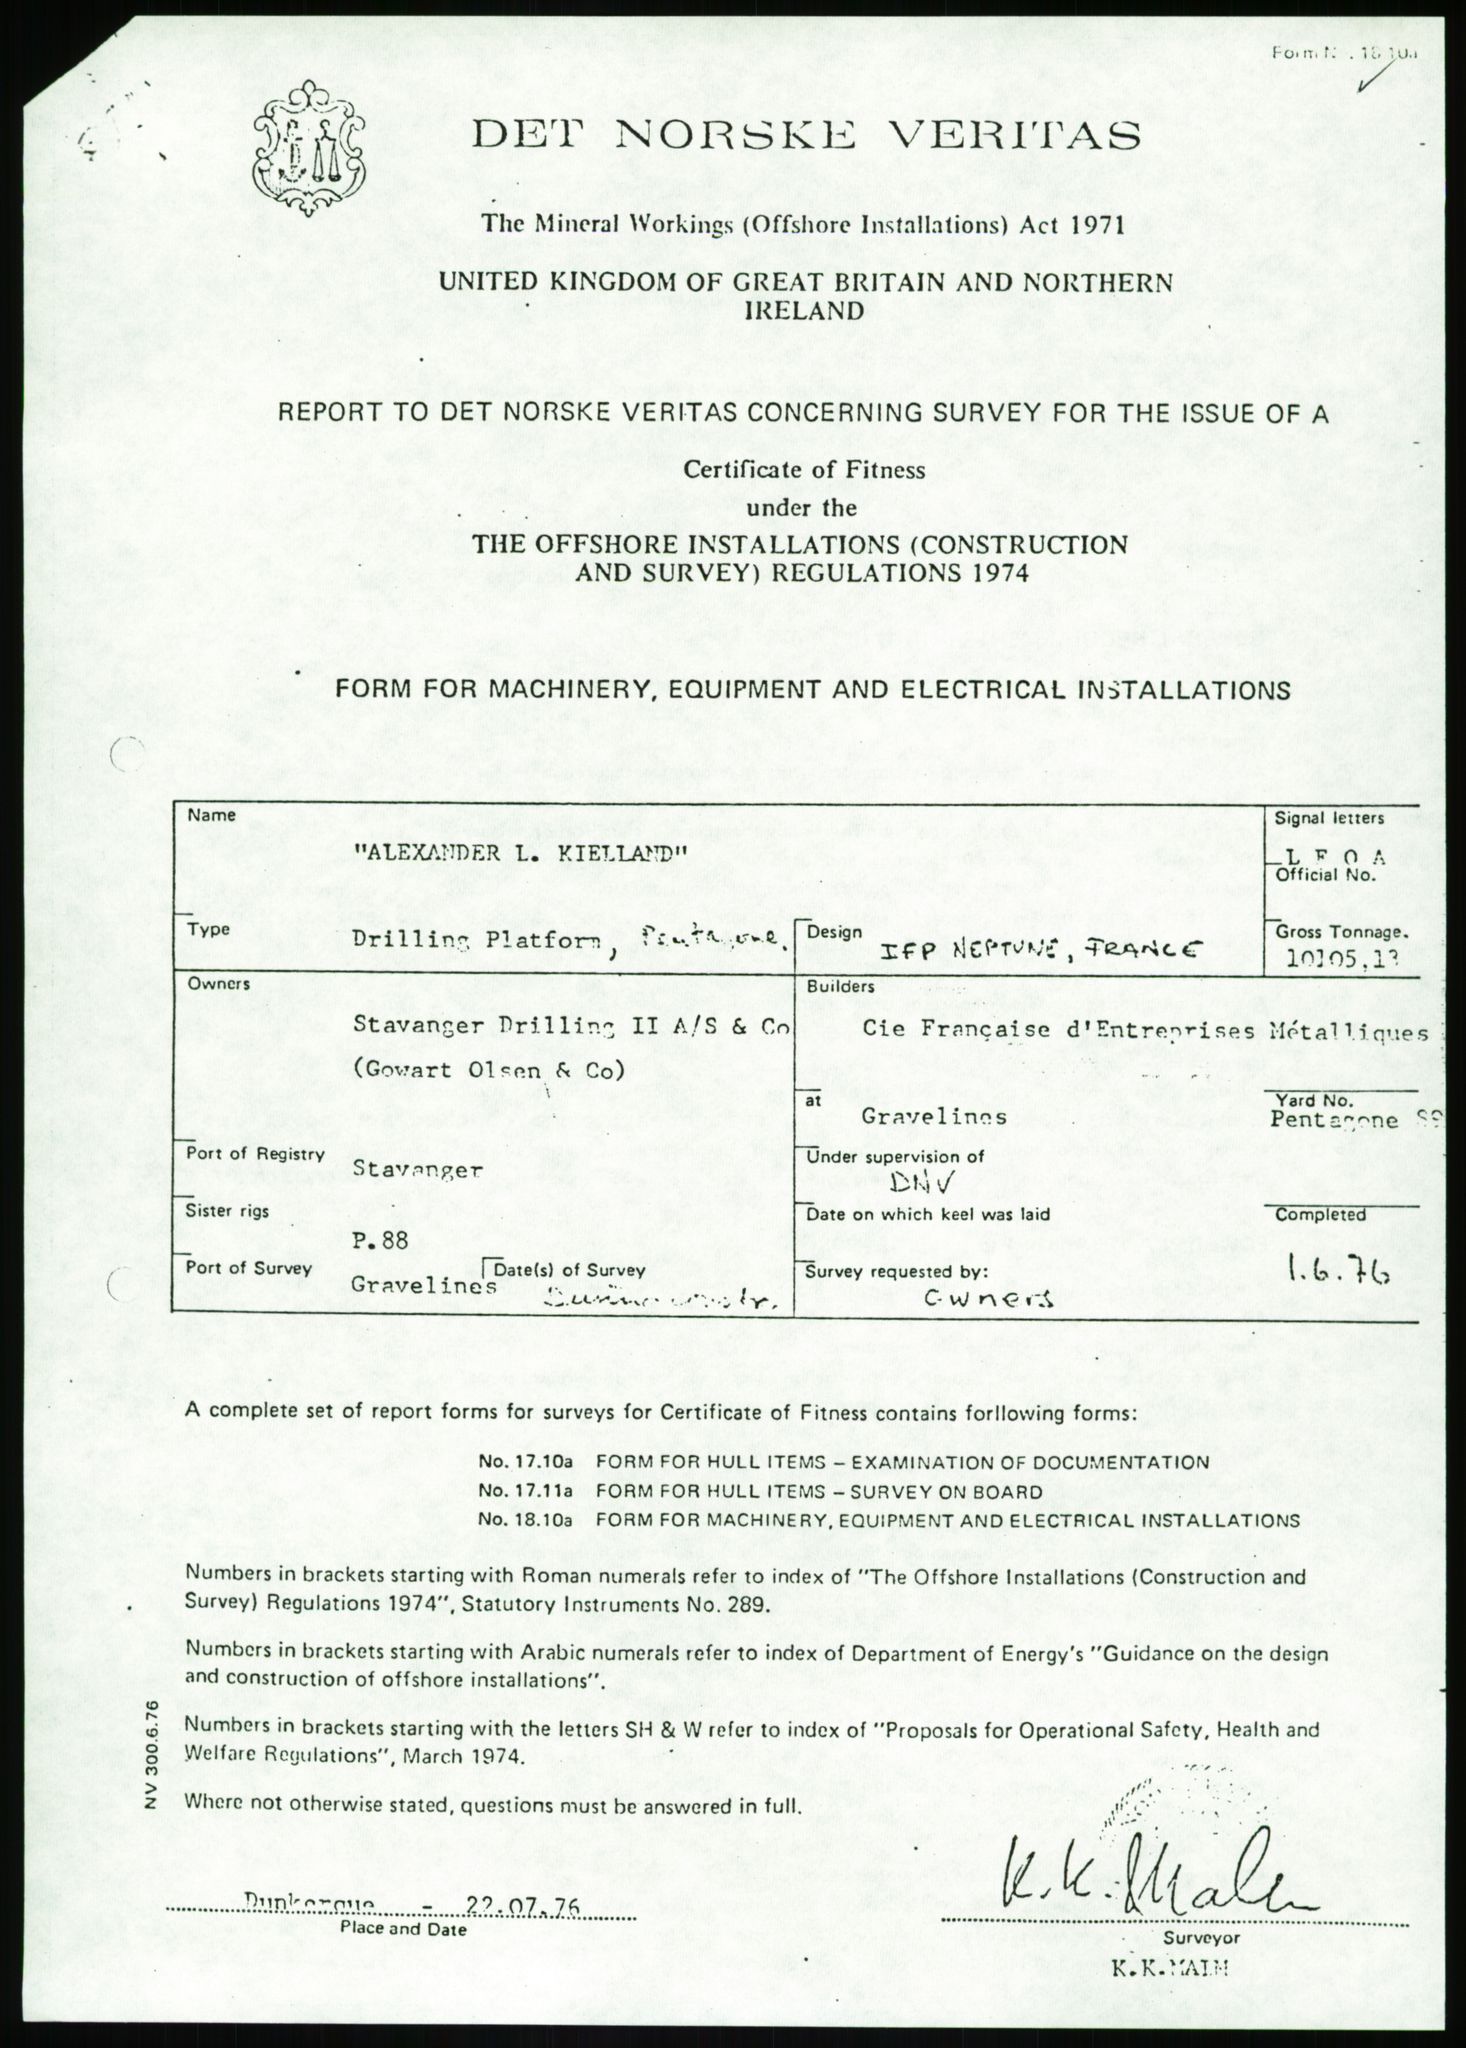 DET NORSKE VERITAS
The Mineral Workings (Offshore Installations) Act 1971
UNITED KINGDOM OF GREAT BRITAIN AND NORTHERN
IRELAND
REPORT TO DET NORSKE VERITAS CONCERNING SURVEY FOR THE ISSUE OF A
Certificate of Fitness
under the
THE OFFSHORE INSTALLATIONS (CONSTRUCTION
AND SURVEY) REGULATIONS 1974
FORM FOR MACHINERY, EQUIPMENT AND ELECTRICAL INSTALLATIONS
Name
"ALEXANDER L. KIELLAND"
Signal letters
Official No.
Type
Drilling Platform, Pentagone.
Design
IFP NEPTUNE, FRANCE
Gross Tonnage.
Owners
Stavanger Drilling II A/S & Co
(Gowart Olsen & Co)
Builders
Cie Française d'Entreprises Métalliques
at
Gravelines
Yard No.
Pentagone
Port of Registry
Stavanger
Under supervision of
DNV
Sister rigs
P.88
Date on which keel was laid
Completed
1.6.76
Port of Survey
Gravelines
Date(s) of Survey
Survey requested by:
Owners
A complete set of report forms for surveys for Certificate of Fitness contains forllowing forms:
No. 17.10a FORM FOR HULL ITEMS – EXAMINATION OF DOCUMENTATION
No. 17.11a FORM FOR HULL ITEMS – SURVEY ON BOARD
No. 18.10a FORM FOR MACHINERY, EQUIPMENT AND ELECTRICAL INSTALLATIONS
Numbers in brackets starting with Roman numerals refer to index of "The Offshore Installations (Construction and
Survey) Regulations 1974", Statutory Instruments No. 289.
Numbers in brackets starting with Arabic numerals refer to index of Department of Energy's "Guidance on the design
and construction of offshore installations".
Numbers in brackets starting with the letters SH & W refer to index of "Proposals for Operational Safety, Health and
Welfare Regulations", March 1974.
Where not otherwise stated, questions must be answered in full.
NV 300.6.76
Dunkerque - 22.07.76
Place and Date
K.K. Malm
Surveyor
K.K.MALM